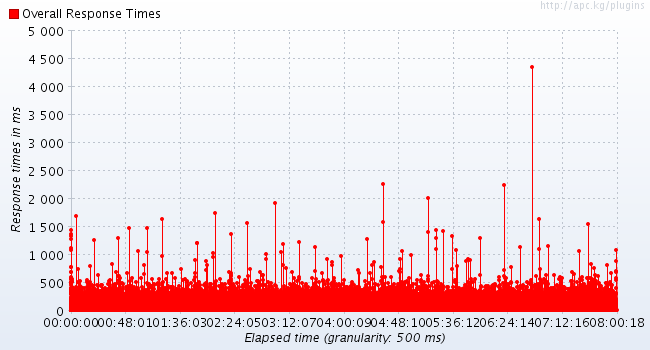 http://apc.kg/plugins
Overall Response Times
5 000
4 500
4 000
3 500
3 000
2 500
2 000
1 500
1 000
500
0
Response times in ms
00:00:00 00:48:01 01:36:03 02:24:05 03:12:07 04:00:09 04:48:10 05:36:12 06:24:14 07:12:16 08:00:18
Elapsed time (granularity: 500 ms)